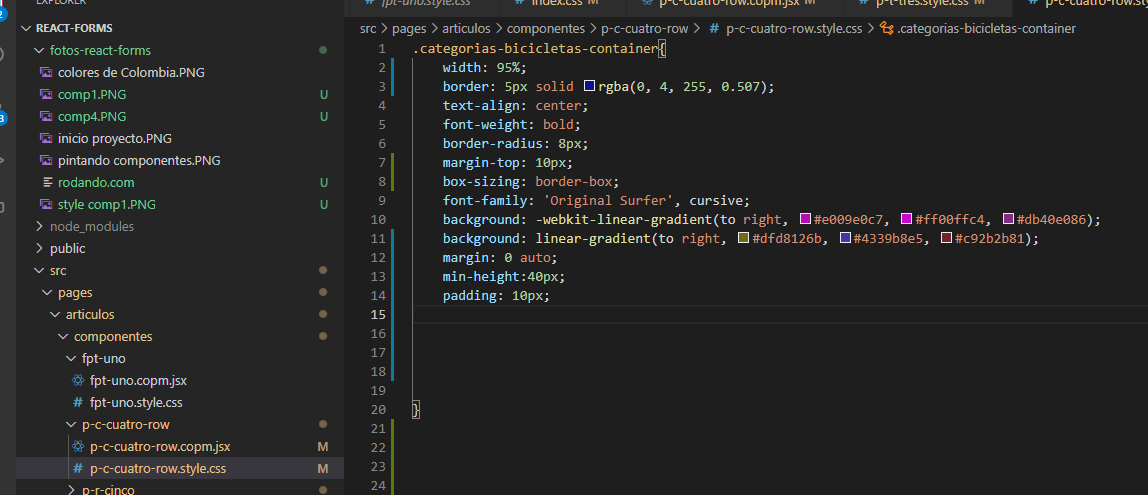 EXPLORER
REACT-FORMS
fotos-react-forms
colores de Colombia.PNG
comp1.PNG U
comp4.PNG U
inicio proyecto.PNG
pintando componentes.PNG
rodando.com U
style comp1.PNG U
node_modules
public
src
pages
articulos
componentes
fpt-uno
fpt-uno.copm.jsx
fpt-uno.style.css
p-c-cuatro-row
p-c-cuatro-row.copm.jsx M
p-c-cuatro-row.style.css M
p-r-cinco
2
3
fpt-uno.style.css
index.css M
p-c-cuatro-row.copm.jsx M
p-t-tres.style.css M
p-c-cuatro-row.sty
src > pages > articulos > componentes > p-c-cuatro-row > # p-c-cuatro-row.style.css > .categorias-bicicletas-container
1 .categorias-bicicletas-container{
2 width: 95%;
3 border: 5px solid rgba(0, 4, 255, 0.507);
4 text-align: center;
5 font-weight: bold;
6 border-radius: 8px;
7 margin-top: 10px;
8 box-sizing: border-box;
9 font-family: 'Original Surfer', cursive;
10 background: -webkit-linear-gradient(to right, #e009e0c7, #ff00ffc4, #db40e086);
11 background: linear-gradient(to right, #dfd8126b, #4339b8e5, #c92b2b81);
12 margin: 0 auto;
13 min-height:40px;
14 padding: 10px;
15
16
17
18
19
20 }
21
22
23
24